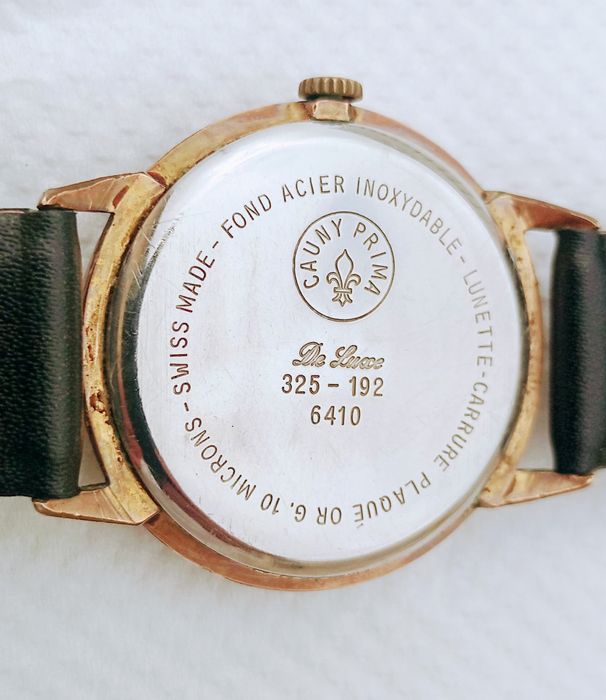 FOND ACIER INOXYDABLE - LUNETTE - CARRURE PLAQUÉ OR G. 10 MICRONS - SWISS MADE -
CAUNY PRIMA
De Luxe
325 - 192
6410